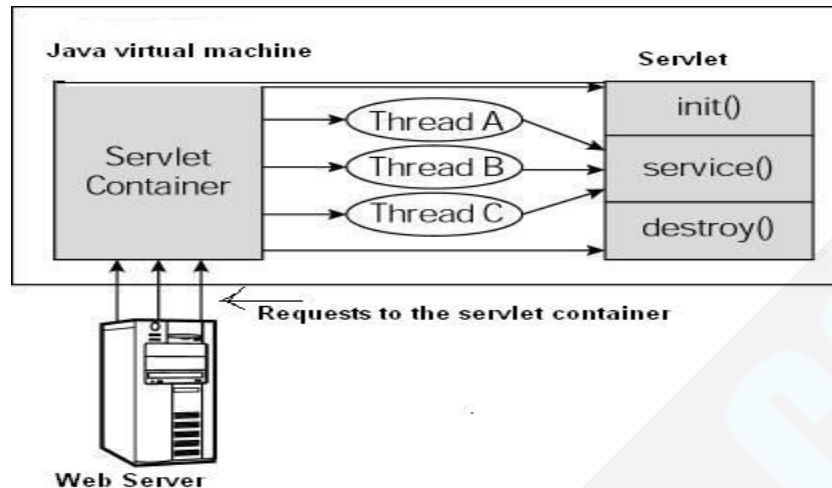 Java virtual machine
Servlet
Servlet
Container
Thread A
Thread B
Thread C
init()
service()
destroy()
Requests to the servlet container
Web Server